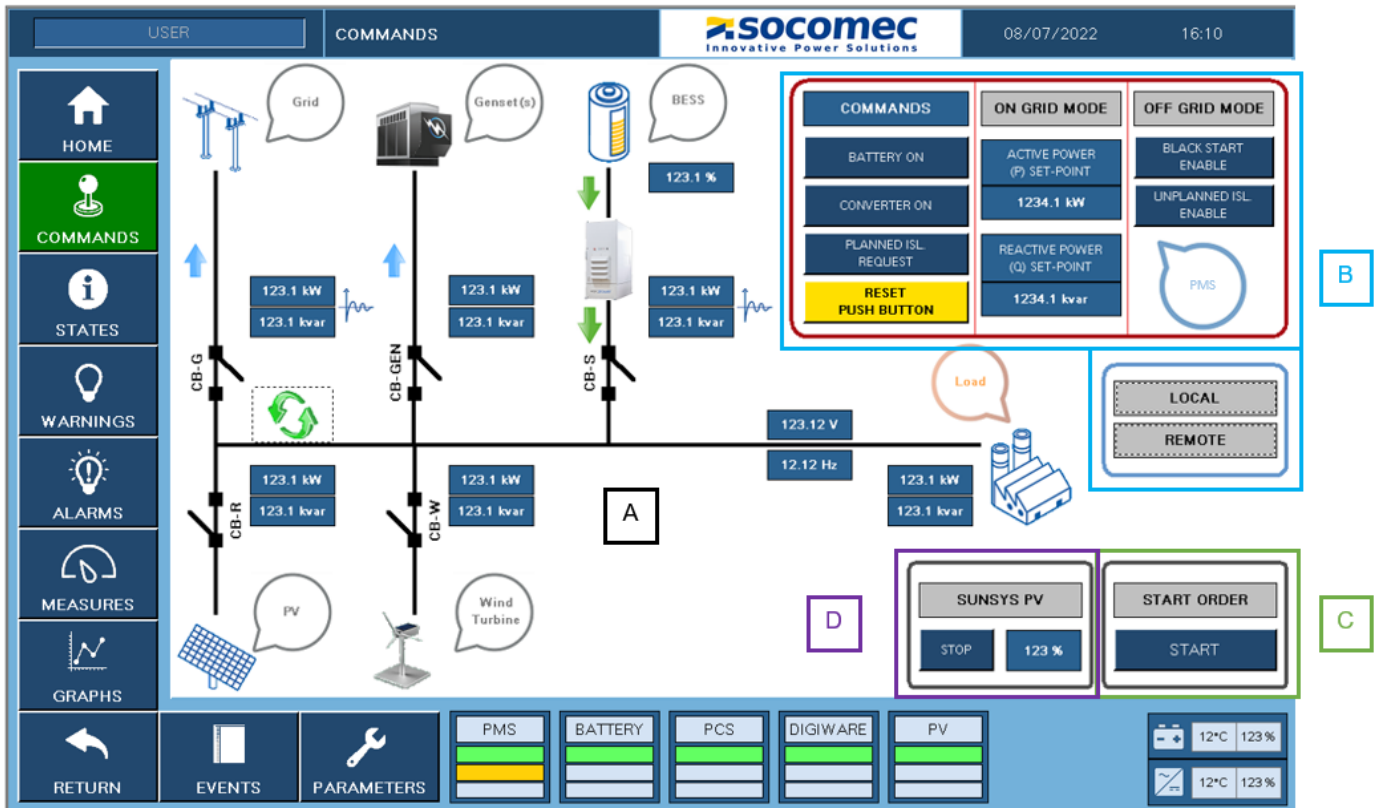 USER
COMMANDS
socomec
Innovative Power Solutions
08/07/2022
16:10
HOME
COMMANDS
STATES
WARNINGS
ALARMS
MEASURES
GRAPHS
RETURN
EVENTS
PARAMETERS
Grid
Genset(s)
BESS
123.1 %
123.1 kW
123.1 kvar
123.1 kW
123.1 kvar
123.1 kW
123.1 kvar
CB-G
CB-GEN
CB-S
COMMANDS
BATTERY ON
CONVERTER ON
PLANNED ISL.
REQUEST
RESET
PUSH BUTTON
ON GRID MODE
ACTIVE POWER
(P) SET-POINT
1234.1 kW
REACTIVE POWER
(Q) SET-POINT
1234.1 kvar
OFF GRID MODE
BLACK START
ENABLE
UNPLANNED ISL.
ENABLE
PMS
B
LOCAL
REMOTE
Load
123.12 V
12.12 Hz
123.1 kW
123.1 kvar
123.1 kW
123.1 kvar
123.1 kW
123.1 kvar
CB-R
CB-W
A
PV
Wind
Turbine
D
SUNSYS PV
STOP
123 %
START ORDER
START
C
PMS
BATTERY
PCS
DIGIWARE
PV
12°C
123 %
12°C
123 %